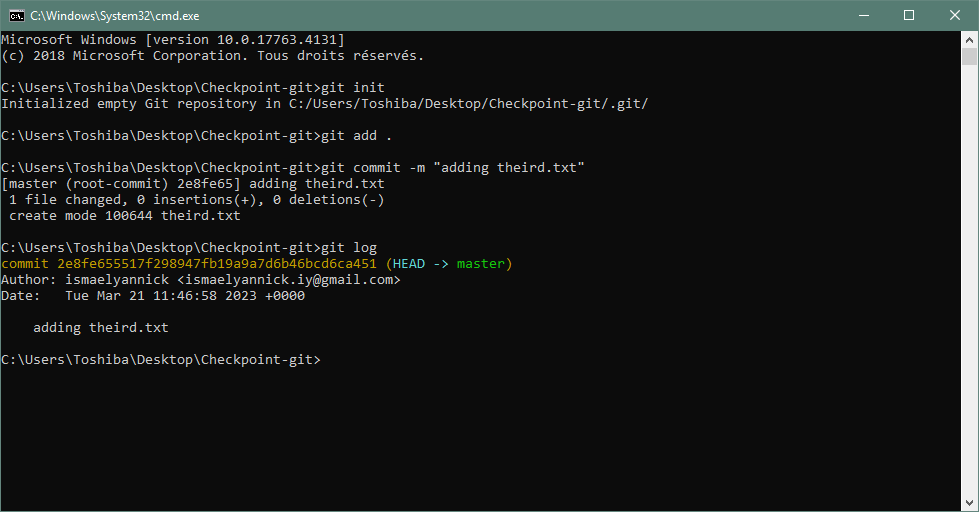 C:\Windows\System32\cmd.exe
Microsoft Windows [version 10.0.17763.4131]
(c) 2018 Microsoft Corporation. Tous droits réservés.
C:\Users\Toshiba\Desktop\Checkpoint-git>git init
Initialized empty Git repository in C:/Users/Toshiba/Desktop/Checkpoint-git/.git/
C:\Users\Toshiba\Desktop\Checkpoint-git>git add .
C:\Users\Toshiba\Desktop\Checkpoint-git>git commit -m "adding theird.txt"
[master (root-commit) 2e8fe65] adding theird.txt
 1 file changed, 0 insertions(+), 0 deletions(-)
 create mode 100644 theird.txt
C:\Users\Toshiba\Desktop\Checkpoint-git>git log
commit 2e8fe655517f298947fb19a9a7d6b46bcd6ca451 (HEAD -> master)
Author: ismaelyannick <ismaelyannick.iy@gmail.com>
Date:   Tue Mar 21 11:46:58 2023 +0000
    adding theird.txt
C:\Users\Toshiba\Desktop\Checkpoint-git>